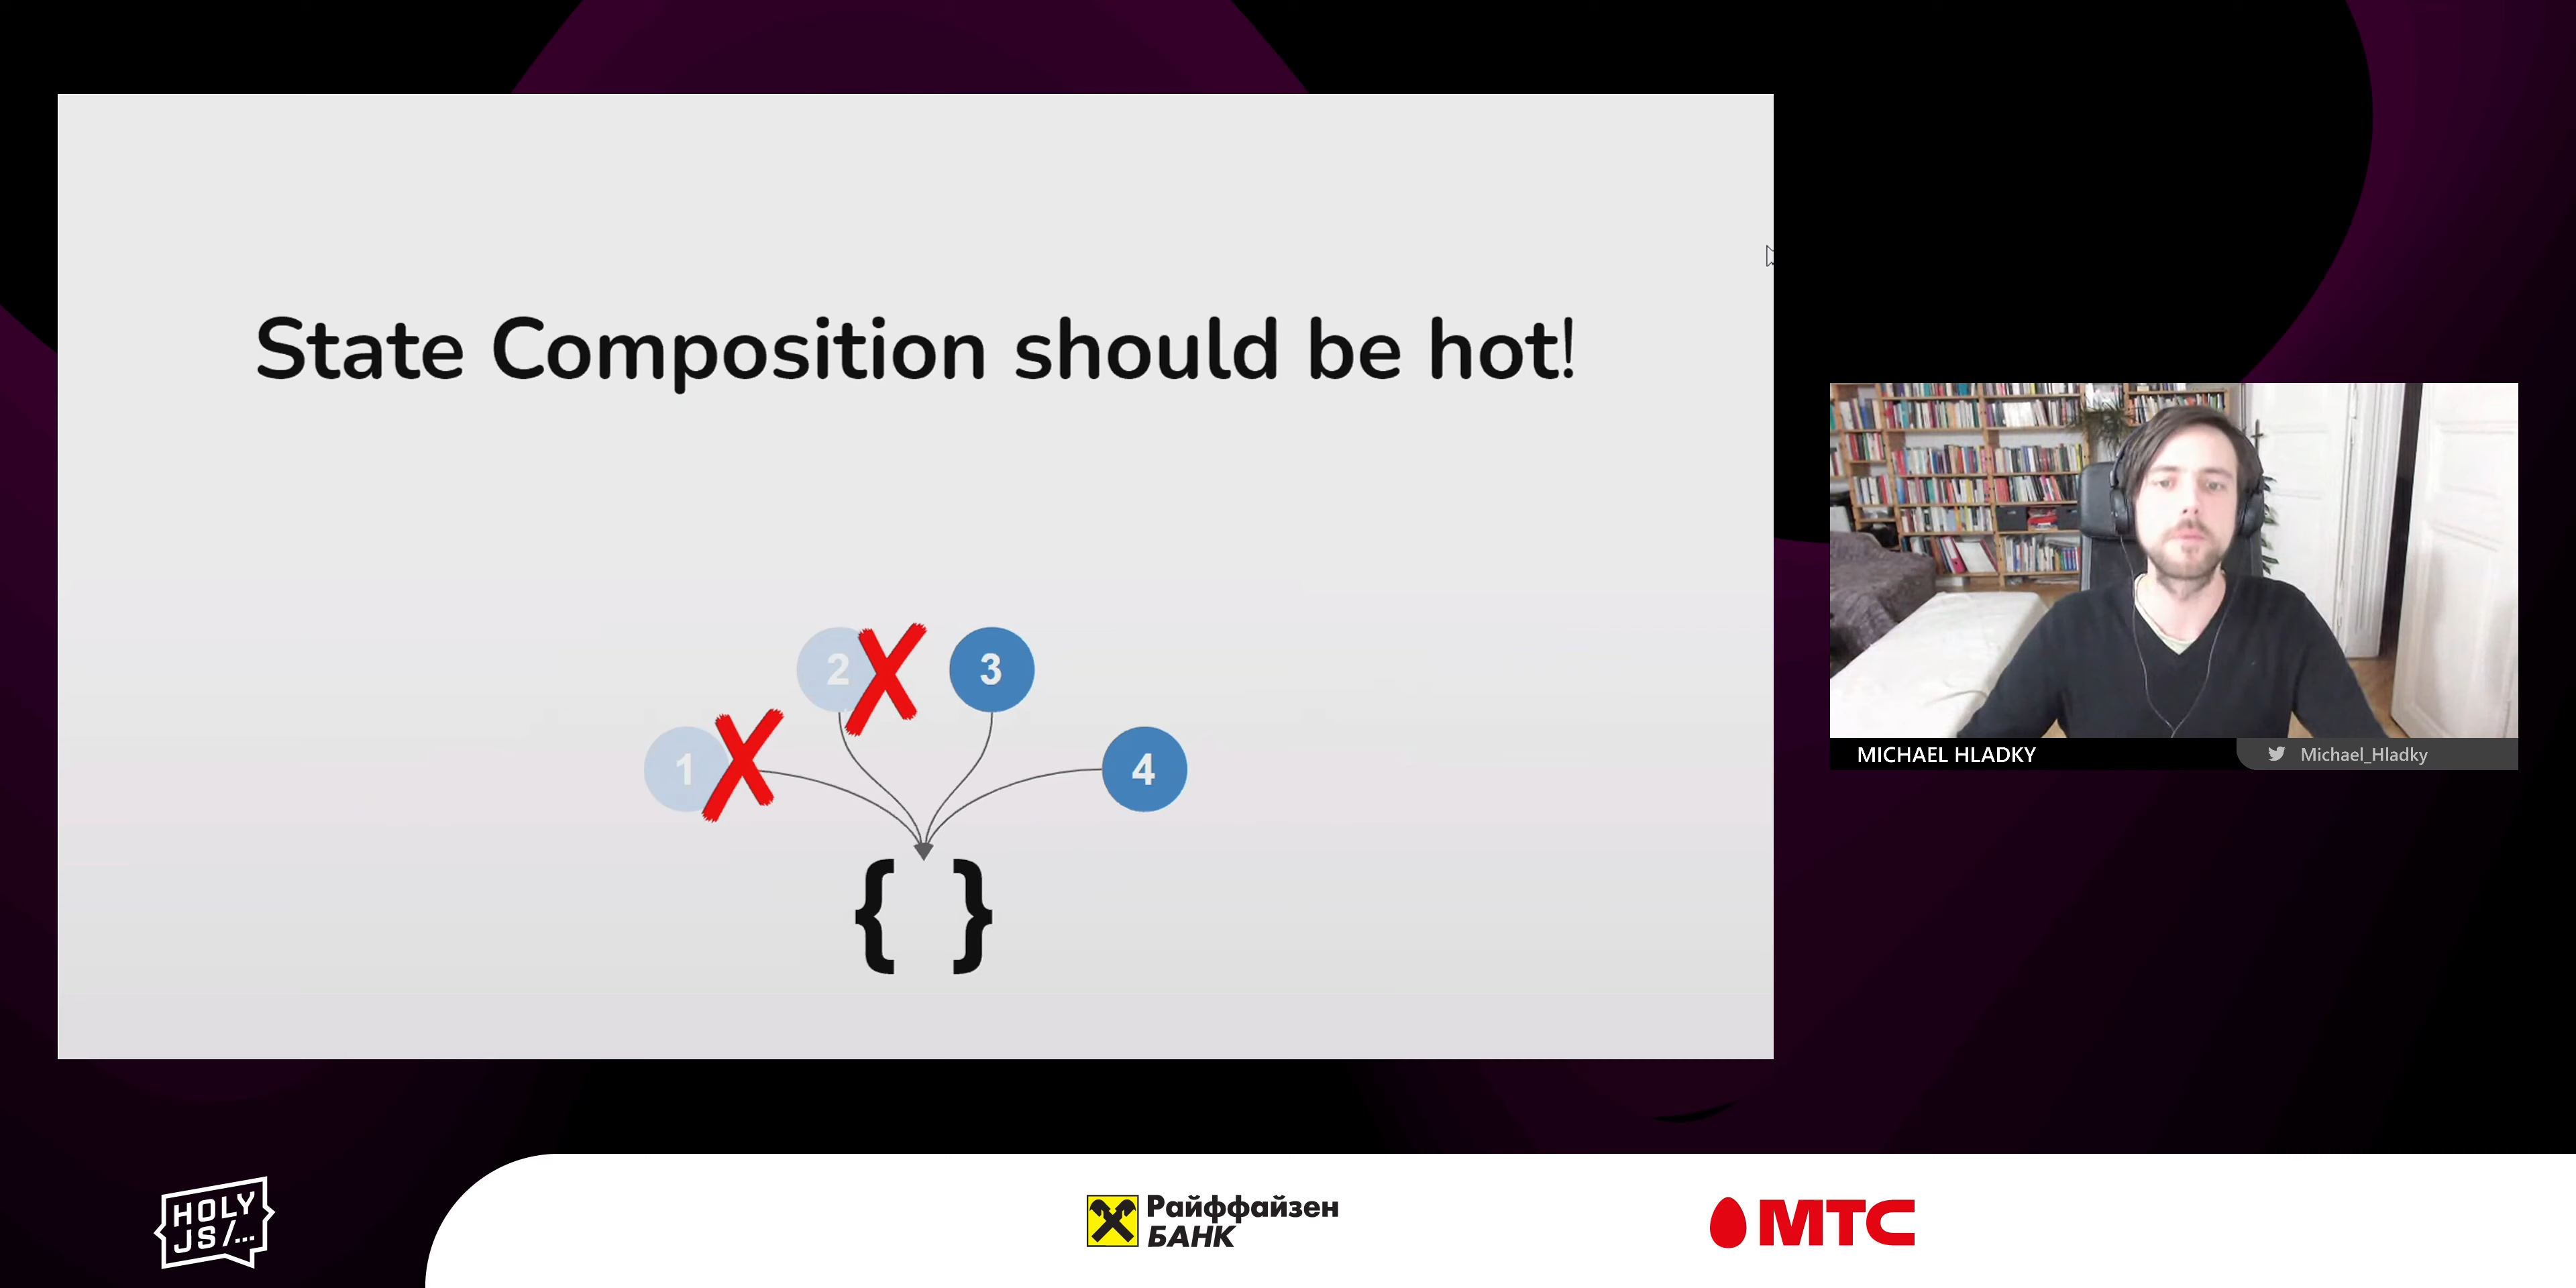 State Composition should be hot!
2
3
1
4
{ }
MICHAEL HLADKY
Michael_Hladky
HOLY
JS/...
Райффайзен
БАНК
МТС